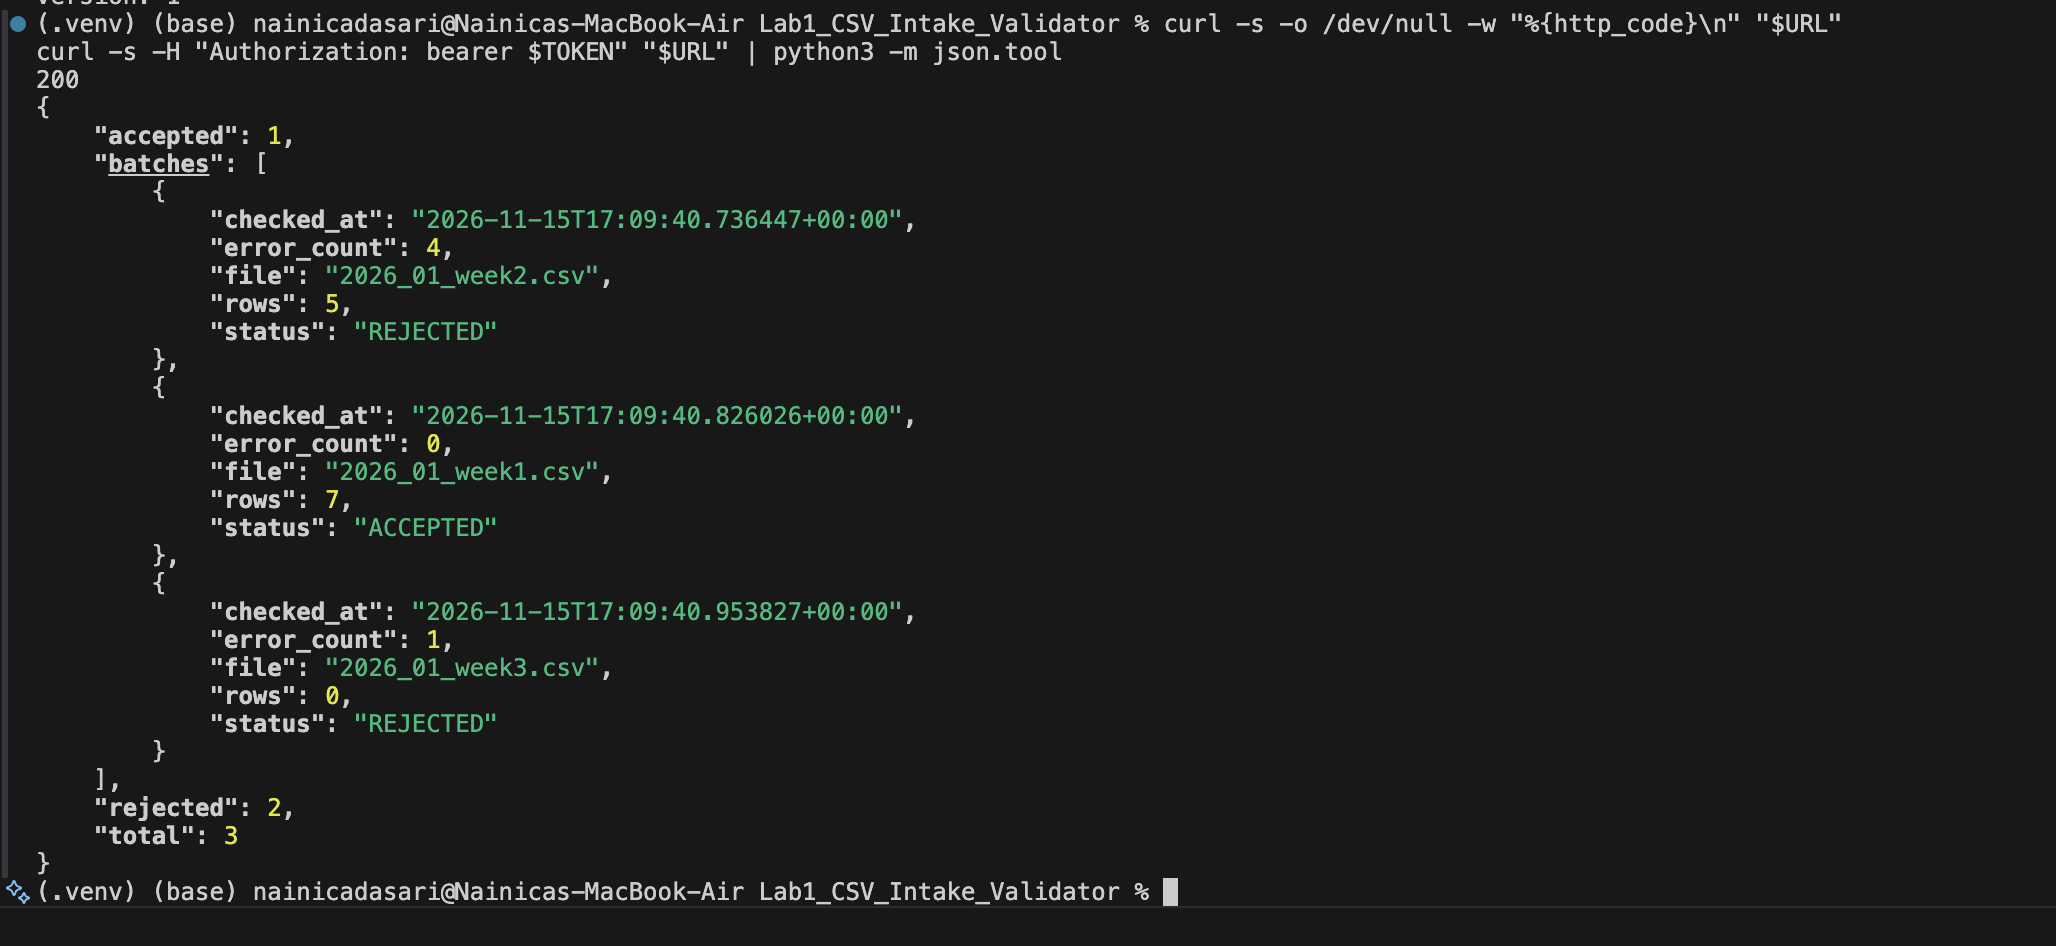 (.venv) (base) nainicadasari@Nainicas-MacBook-Air Lab1_CSV_Intake_Validator % curl -s -o /dev/null -w "%{http_code}\n" "$URL"
curl -s -H "Authorization: bearer $TOKEN" "$URL" | python3 -m json.tool
200
{
    "accepted": 1,
    "batches": [
        {
            "checked_at": "2026-11-15T17:09:40.736447+00:00",
            "error_count": 4,
            "file": "2026_01_week2.csv",
            "rows": 5,
            "status": "REJECTED"
        },
        {
            "checked_at": "2026-11-15T17:09:40.826026+00:00",
            "error_count": 0,
            "file": "2026_01_week1.csv",
            "rows": 7,
            "status": "ACCEPTED"
        },
        {
            "checked_at": "2026-11-15T17:09:40.953827+00:00",
            "error_count": 1,
            "file": "2026_01_week3.csv",
            "rows": 0,
            "status": "REJECTED"
        }
    ],
    "rejected": 2,
    "total": 3
}
(.venv) (base) nainicadasari@Nainicas-MacBook-Air Lab1_CSV_Intake_Validator %